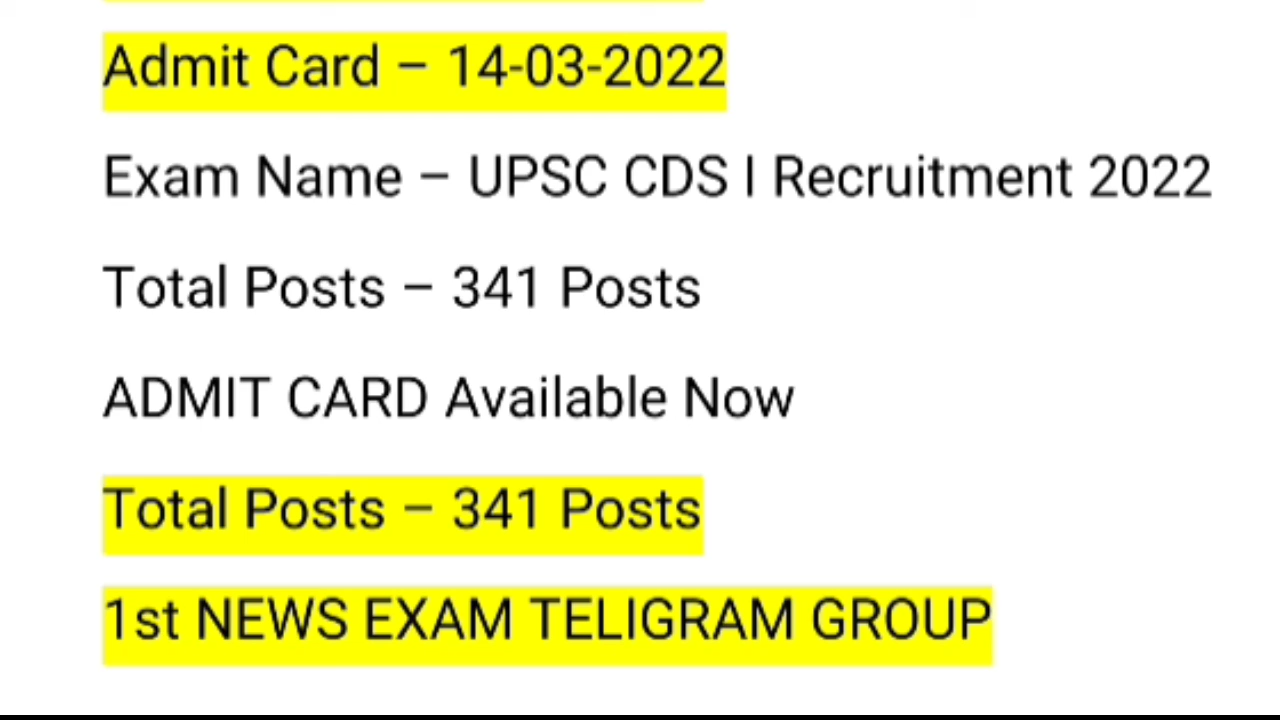 Admit Card – 14-03-2022
Exam Name – UPSC CDS I Recruitment 2022
Total Posts – 341 Posts
ADMIT CARD Available Now
Total Posts – 341 Posts
1st NEWS EXAM TELIGRAM GROUP